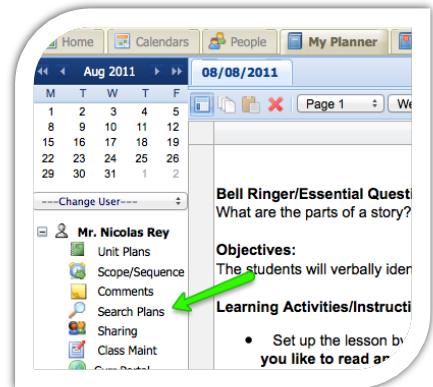 Home Calendars People My Planner
Aug 2011 08/08/2011
M T W T F
Page 1 We
1 2 3 4 5
8 9 10 11 12
15 16 17 18 19
22 23 24 25 26
29 30 31 1 2
---Change User---
Bell Ringer/Essential Questi
What are the parts of a story?
Mr. Nicolas Rey
Unit Plans
Objectives:
Scope/Sequence
The students will verbally iden
Comments
Search Plans
Learning Activities/Instructi
Sharing
Set up the lesson by
Class Maint
you like to read an